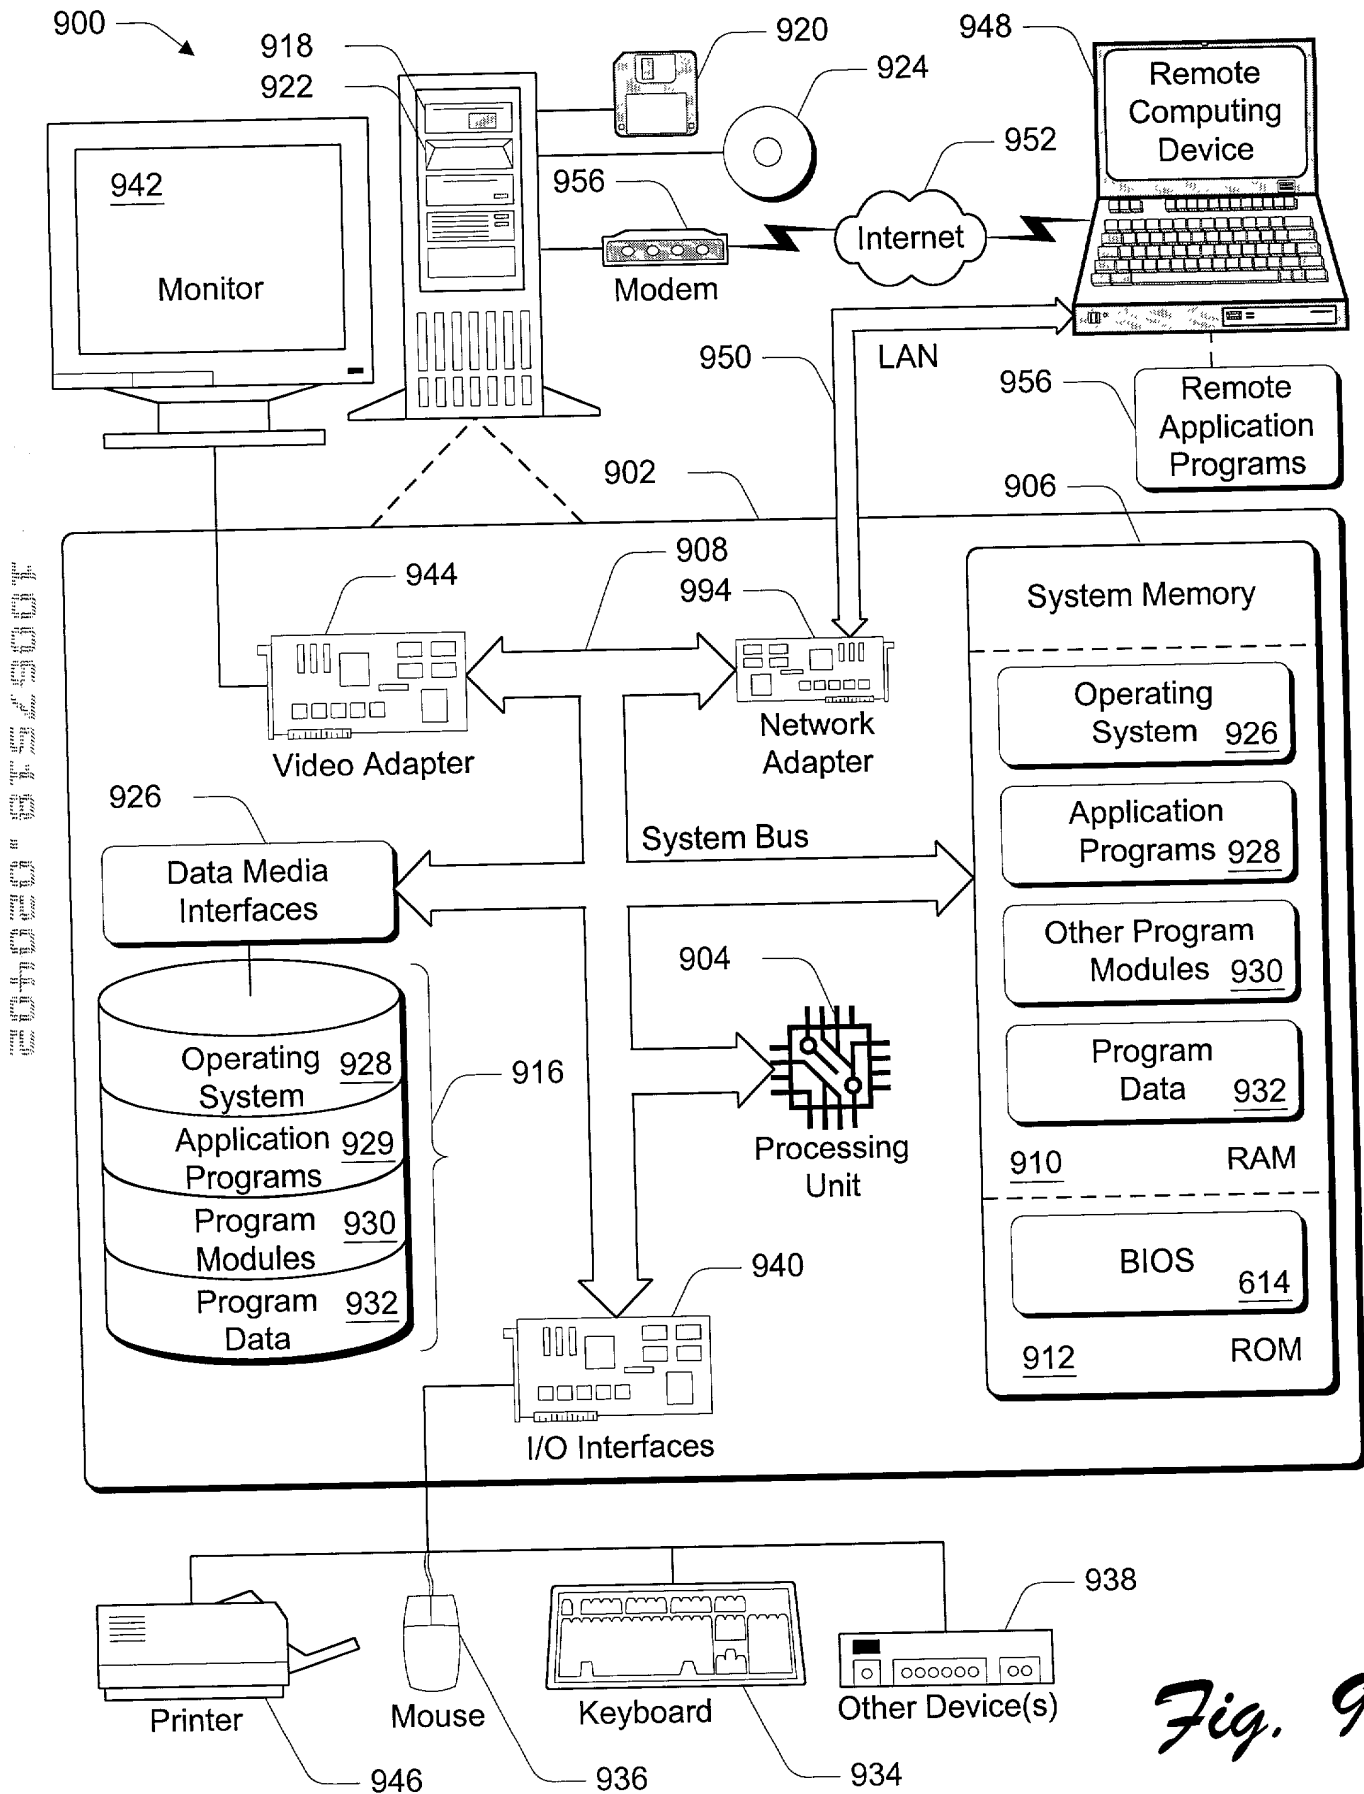 900
918
922
920
924
948
Remote
Computing
Device
942
Monitor
956
Modem
952
Internet
950
LAN
956
Remote
Application
Programs
902
906
908
944
994
Video Adapter
Network
Adapter
System Memory
Operating
System 926
Application
Programs 928
Other Program
Modules 930
Program
Data 932
910 RAM
BIOS
614
912 ROM
926
Data Media
Interfaces
System Bus
904
Processing
Unit
Operating
System 928
Application
Programs 929
Program
Modules 930
Program
Data 932
916
940
I/O Interfaces
Printer
946
Mouse
936
Keyboard
934
938
Other Device(s)
Fig. 9